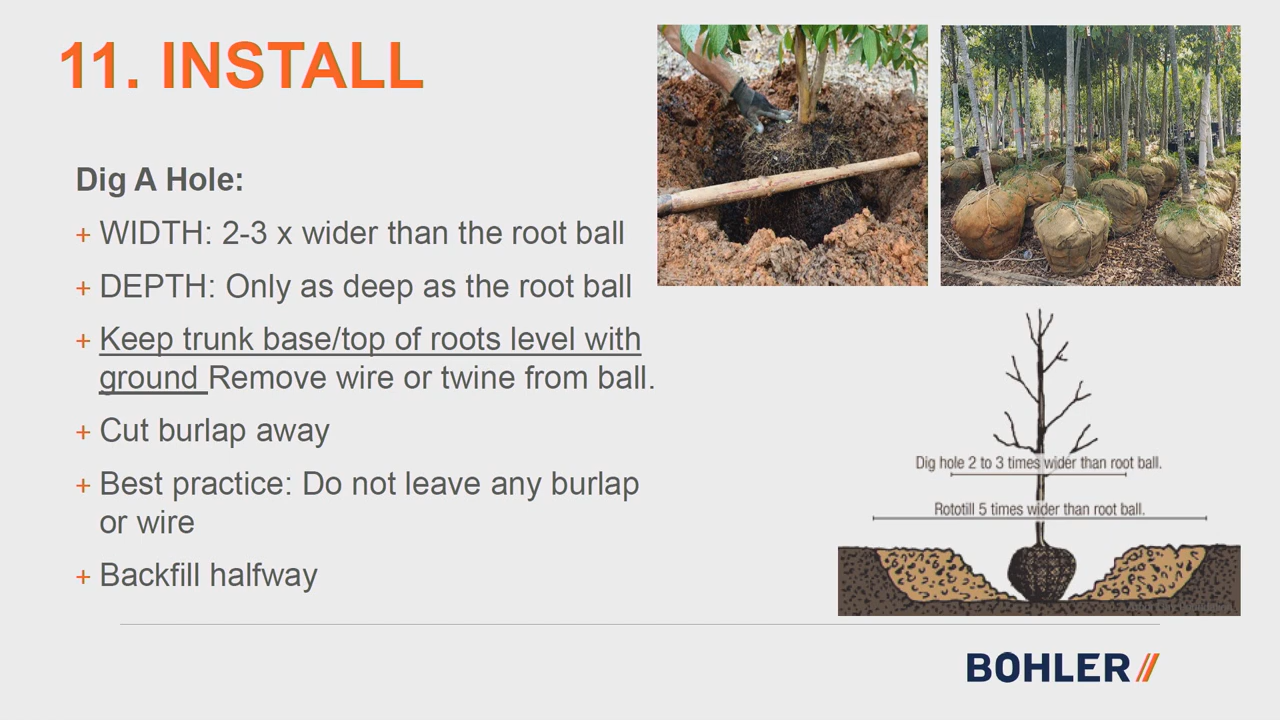 11. INSTALL
Dig A Hole:
+ WIDTH: 2-3 x wider than the root ball
+ DEPTH: Only as deep as the root ball
+ Keep trunk base/top of roots level with
ground Remove wire or twine from ball.
+ Cut burlap away
+ Best practice: Do not leave any burlap
or wire
+ Backfill halfway
Dig hole 2 to 3 times wider than root ball.
Rototill 5 times wider than root ball.
BOHLER//